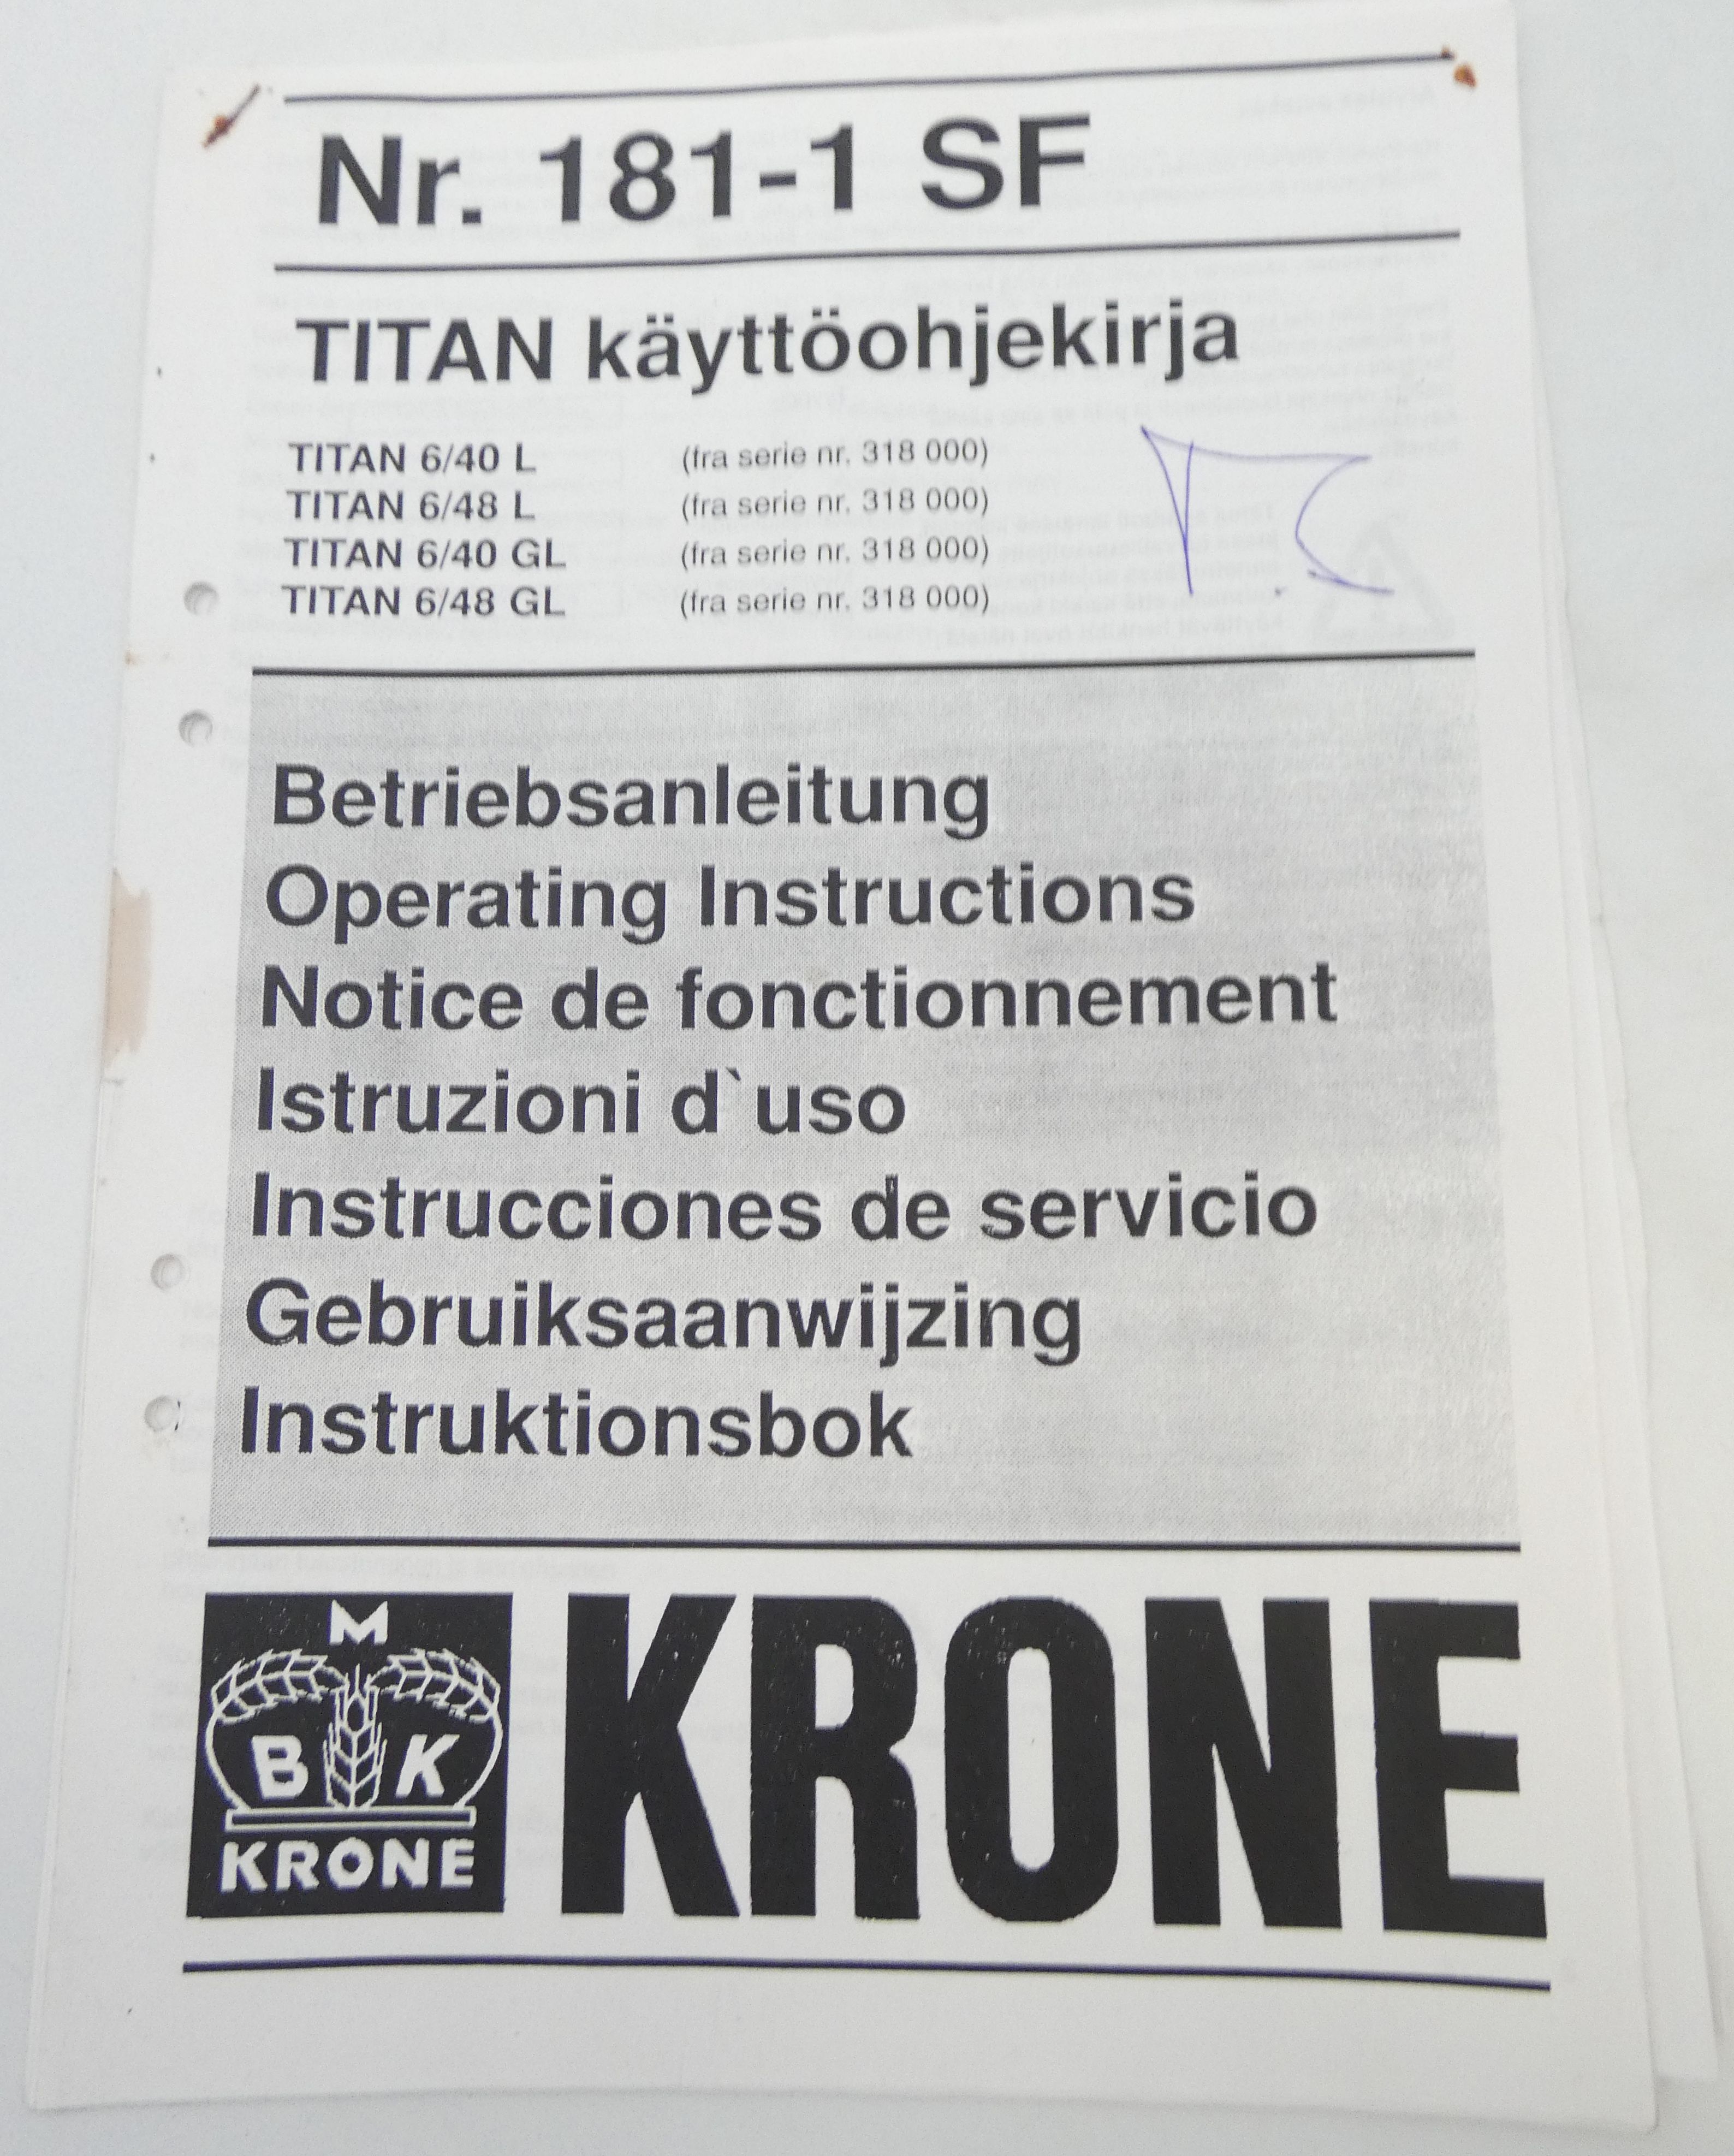 Nr. 181-1 SF
TITAN käyttöohjekirja
TITAN 6/40 L (fra serie nr. 318 000)
TITAN 6/48 L (fra serie nr. 318 000)
TITAN 6/40 GL (fra serie nr. 318 000)
TITAN 6/48 GL (fra serie nr. 318 000)
Betriebsanleitung
Operating Instructions
Notice de fonctionnement
Istruzioni d`uso
Instrucciones de servicio
Gebruiksaanwijzing
Instruktionsbok
M
B K
KRONE
KRONE